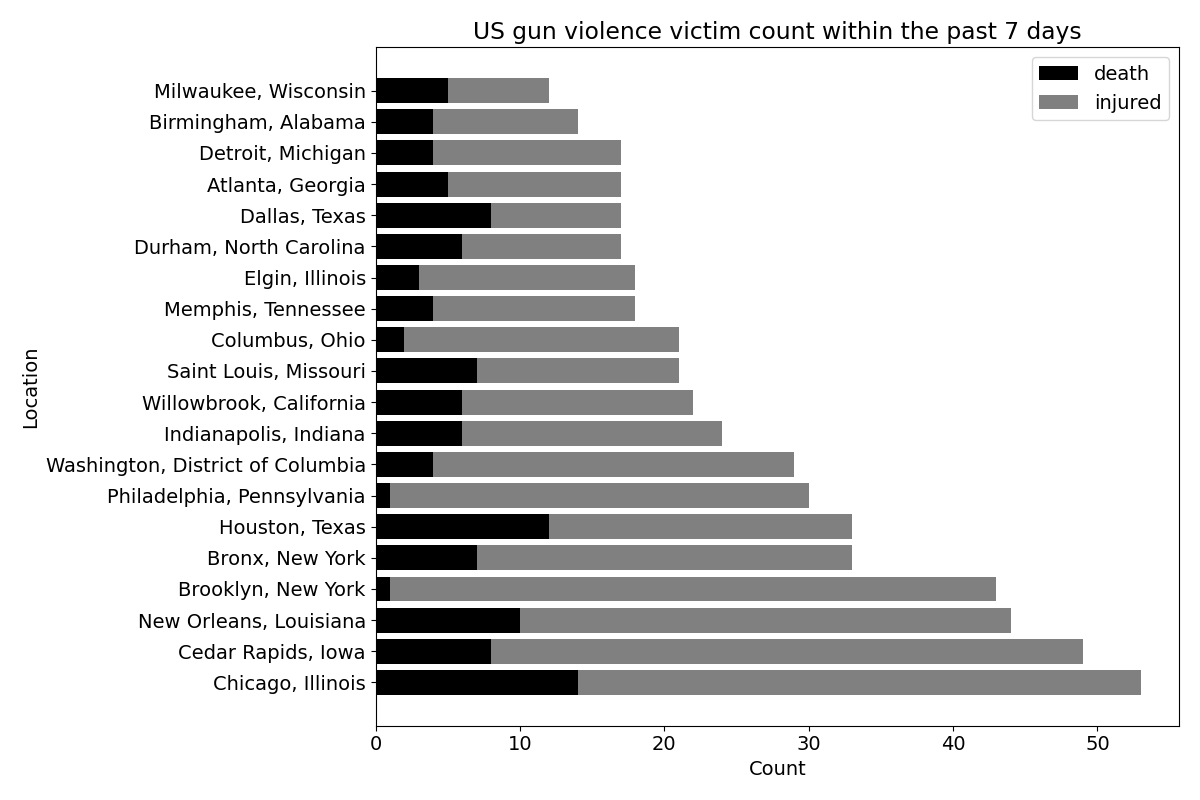 US gun violence victim count within the past 7 days
death
injured
Milwaukee, Wisconsin
Birmingham, Alabama
Detroit, Michigan
Atlanta, Georgia
Dallas, Texas
Durham, North Carolina
Elgin, Illinois
Memphis, Tennessee
Columbus, Ohio
Saint Louis, Missouri
Willowbrook, California
Indianapolis, Indiana
Washington, District of Columbia
Philadelphia, Pennsylvania
Houston, Texas
Bronx, New York
Brooklyn, New York
New Orleans, Louisiana
Cedar Rapids, Iowa
Chicago, Illinois
Location
0 10 20 30 40 50
Count